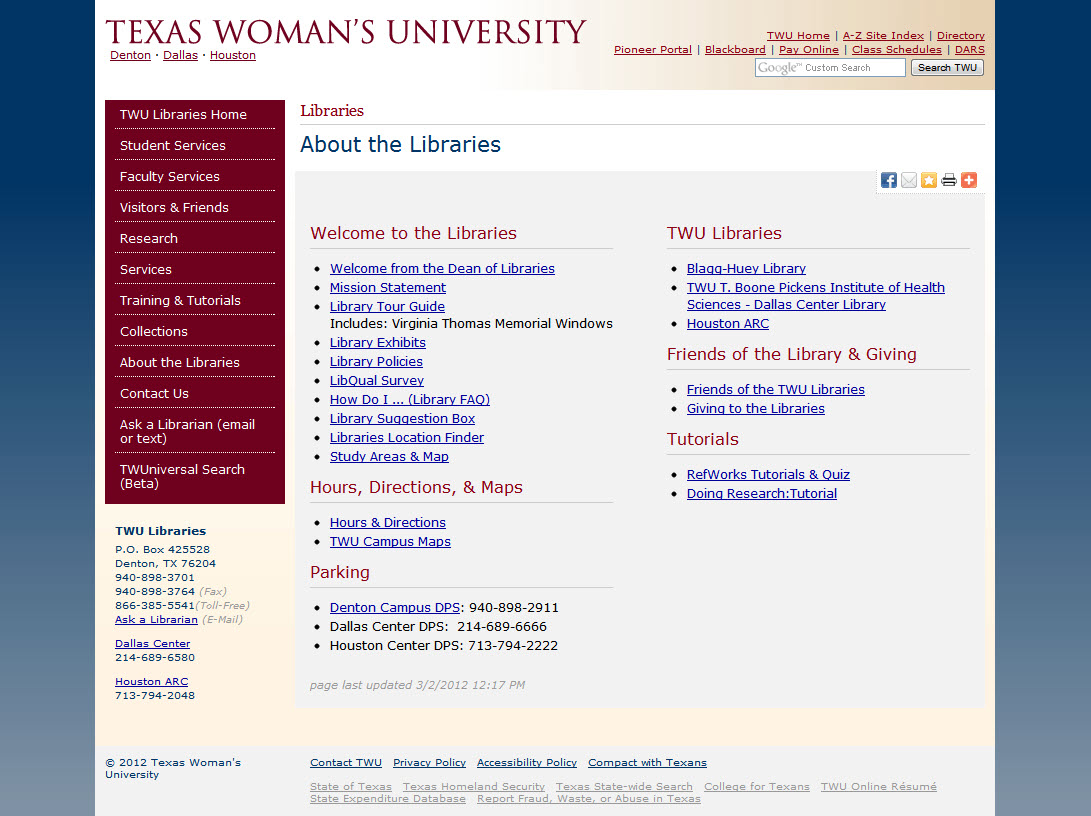 TEXAS WOMAN'S UNIVERSITY
Denton · Dallas · Houston
TWU Home | A-Z Site Index | Directory
Pioneer Portal | Blackboard | Pay Online | Class Schedules | DARS
Google™ Custom Search
Search TWU
TWU Libraries Home
Student Services
Faculty Services
Visitors & Friends
Research
Services
Training & Tutorials
Collections
About the Libraries
Contact Us
Ask a Librarian (email
or text)
TWUniversal Search
(Beta)
TWU Libraries
P.O. Box 425528
Denton, TX 76204
940-898-3701
940-898-3764 (Fax)
866-385-5541(Toll-Free)
Ask a Librarian (E-Mail)
Dallas Center
214-689-6580
Houston ARC
713-794-2048
Libraries
About the Libraries
Welcome to the Libraries
Welcome from the Dean of Libraries
Mission Statement
Library Tour Guide
Includes: Virginia Thomas Memorial Windows
Library Exhibits
Library Policies
LibQual Survey
How Do I ... (Library FAQ)
Library Suggestion Box
Libraries Location Finder
Study Areas & Map
Hours, Directions, & Maps
Hours & Directions
TWU Campus Maps
Parking
Denton Campus DPS: 940-898-2911
Dallas Center DPS:  214-689-6666
Houston Center DPS: 713-794-2222
page last updated 3/2/2012 12:17 PM
TWU Libraries
Blagg-Huey Library
TWU T. Boone Pickens Institute of Health
Sciences - Dallas Center Library
Houston ARC
Friends of the Library & Giving
Friends of the TWU Libraries
Giving to the Libraries
Tutorials
RefWorks Tutorials & Quiz
Doing Research:Tutorial
© 2012 Texas Woman's
University
Contact TWU Privacy Policy Accessibility Policy Compact with Texans
State of Texas Texas Homeland Security Texas State-wide Search College for Texans TWU Online Résumé
State Expenditure Database Report Fraud, Waste, or Abuse in Texas